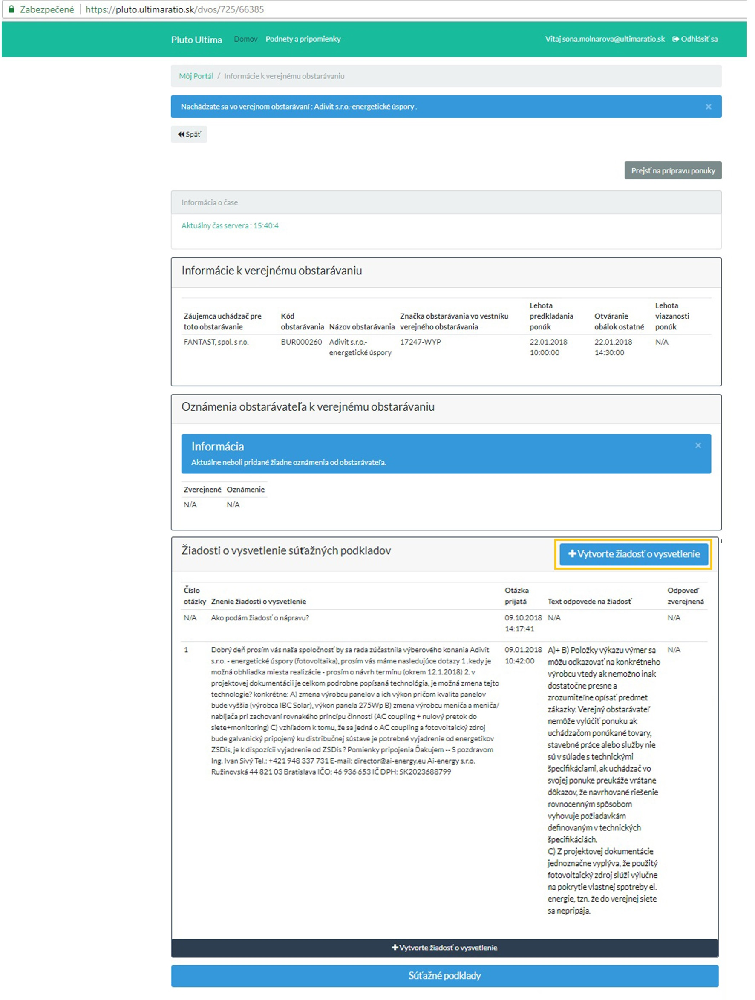 Zabezpečené | https://pluto.ultimaratio.sk/dvos/725/66385
Pluto Ultima Domov Podnety a pripomienky Vitaj sona.molnarova@ultimaratio.sk Odhlásiť sa
Môj Portál / Informácie k verejnému obstarávaniu
Nachádzate sa vo verejnom obstarávaní : Adivit s.r.o.-energetické úspory .
Späť
Prejsť na prípravu ponuky
Informácia o čase
Aktuálny čas servera : 15:40:4
Informácie k verejnému obstarávaniu
Záujemca uchádzač pre toto obstarávanie
Kód obstarávania
Názov obstarávania
Značka obstarávania vo vestníku verejného obstarávania
Lehota predkladania ponúk
Otváranie obálok ostatné
Lehota viazanosti ponúk
FANTAST, spol. s r.o.
BUR000260
Adivit s.r.o.-
energetické úspory
17247-WYP
22.01.2018
10:00:00
22.01.2018
14:30:00
N/A
Oznámenia obstarávateľa k verejnému obstarávaniu
Informácia
Aktuálne neboli pridané žiadne oznámenia od obstarávateľa.
Zverejnené Oznámenie
N/A N/A
Žiadosti o vysvetlenie súťažných podkladov
Vytvorte žiadosť o vysvetlenie
Číslo
otázky
Znenie žiadosti o vysvetlenie
Otázka
prijatá
Text odpovede na žiadosť
Odpoveď
zverejnená
N/A
Ako podám žiadosť o nápravu?
09.10.2018
14:17:41
N/A
N/A
1
Dobrý deň prosím vás naša spoločnosť by sa rada zúčastnila výberového konania Adivit
s.r.o. - energetické úspory (fotovoltaika), prosím vás máme nasledujúce dotazy 1 .kedy je
možná obhliadka miesta realizácie - prosím o návrh termínu (okrem 12.1.2018) 2. v
projektovej dokumentácii je celkom podrobne popísaná technológia, je možná zmena tejto
technologie? konkrétne: A) zmena výrobcu panelov a ich výkon pričom kvalita panelov
bude vyššia (výrobca IBC Solar), výkon panela 275Wp B) zmena výrobcu meniča a meniča/
nabíjača pri zachovaní rovnakého princípu činnosti (AC coupling + nulový pretok do
siete+monitoring) C) vzhľadom k tomu, že sa jedná o AC coupling a fotovoltaický zdroj
bude galvanický pripojený ku distribučnej sústave je potrebné vyjadrenie od energetikov
ZSDis, je k dispozícii vyjadrenie od ZSDis ? Pomienky pripojenia Ďakujem -- S pozdravom
Ing. Ivan Sivý Tel.: +421 948 337 731 E-mail: director@ai-energy.eu Ai-energy s.r.o.
Ružinovská 44 821 03 Bratislava IČO: 46 936 653 IČ DPH: SK2023688799
09.01.2018
10:42:00
A)+ B) Položky výkazu výmer sa
môžu odkazovať na konkrétneho
výrobcu vtedy ak nemožno inak
dostatočne presne a
zrozumiteľne opísať predmet
zákazky. Verejný obstarávateľ
nemôže vylúčiť ponuku ak
uchádzačom ponúkané tovary,
stavebné práce alebo služby nie
sú v súlade s technickými
špecifikáciami, ak uchádzač vo
svojej ponuke preukáže vrátane
dôkazov, že navrhované riešenie
rovnocenným spôsobom
vyhovuje požiadavkám
definovaným v technických
špecifikáciách.
C) Z projektovej dokumentácie
jednoznačne vyplýva, že použitý
fotovoltaický zdroj slúži výlučne
na pokrytie vlastnej spotreby el.
energie, tzn. že do verejnej siete
sa nepripája.
N/A
Vytvorte žiadosť o vysvetlenie
Súťažné podklady